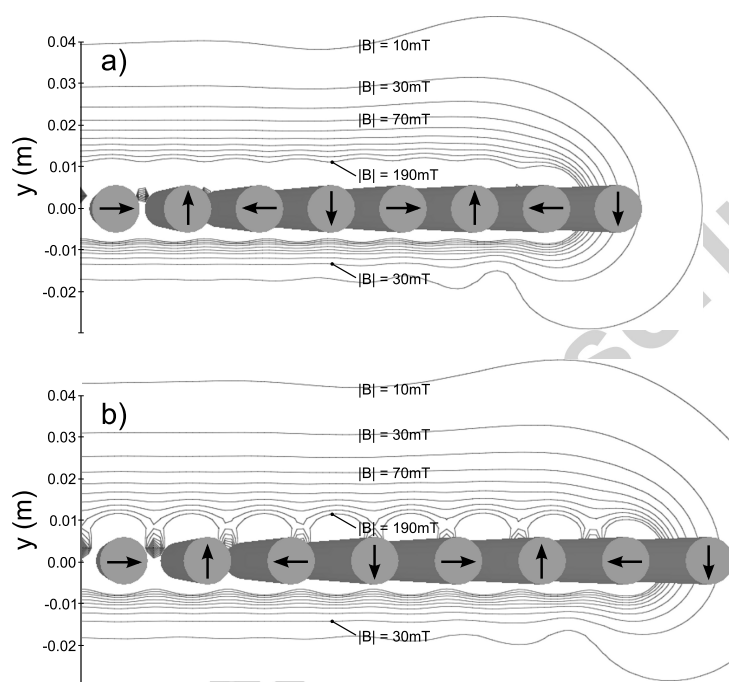 a)
|B| = 10mT
|B| = 30mT
|B| = 70mT
|B| = 190mT
|B| = 30mT
0.04
0.03
0.02
0.01
0.00
-0.01
-0.02
y (m)
b)
|B| = 10mT
|B| = 30mT
|B| = 70mT
|B| = 190mT
|B| = 30mT
0.04
0.03
0.02
0.01
0.00
-0.01
-0.02
y (m)